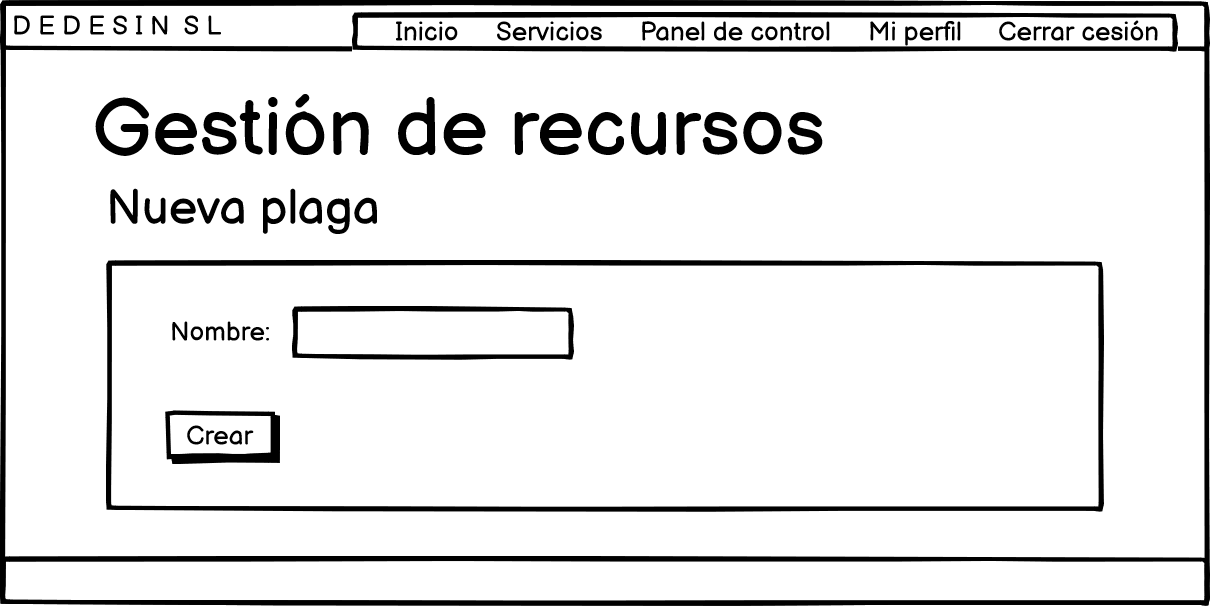 DEDESIN SL
Inicio Servicios Panel de control Mi perfil Cerrar cesión
Gestión de recursos
Nueva plaga
Nombre:
Crear